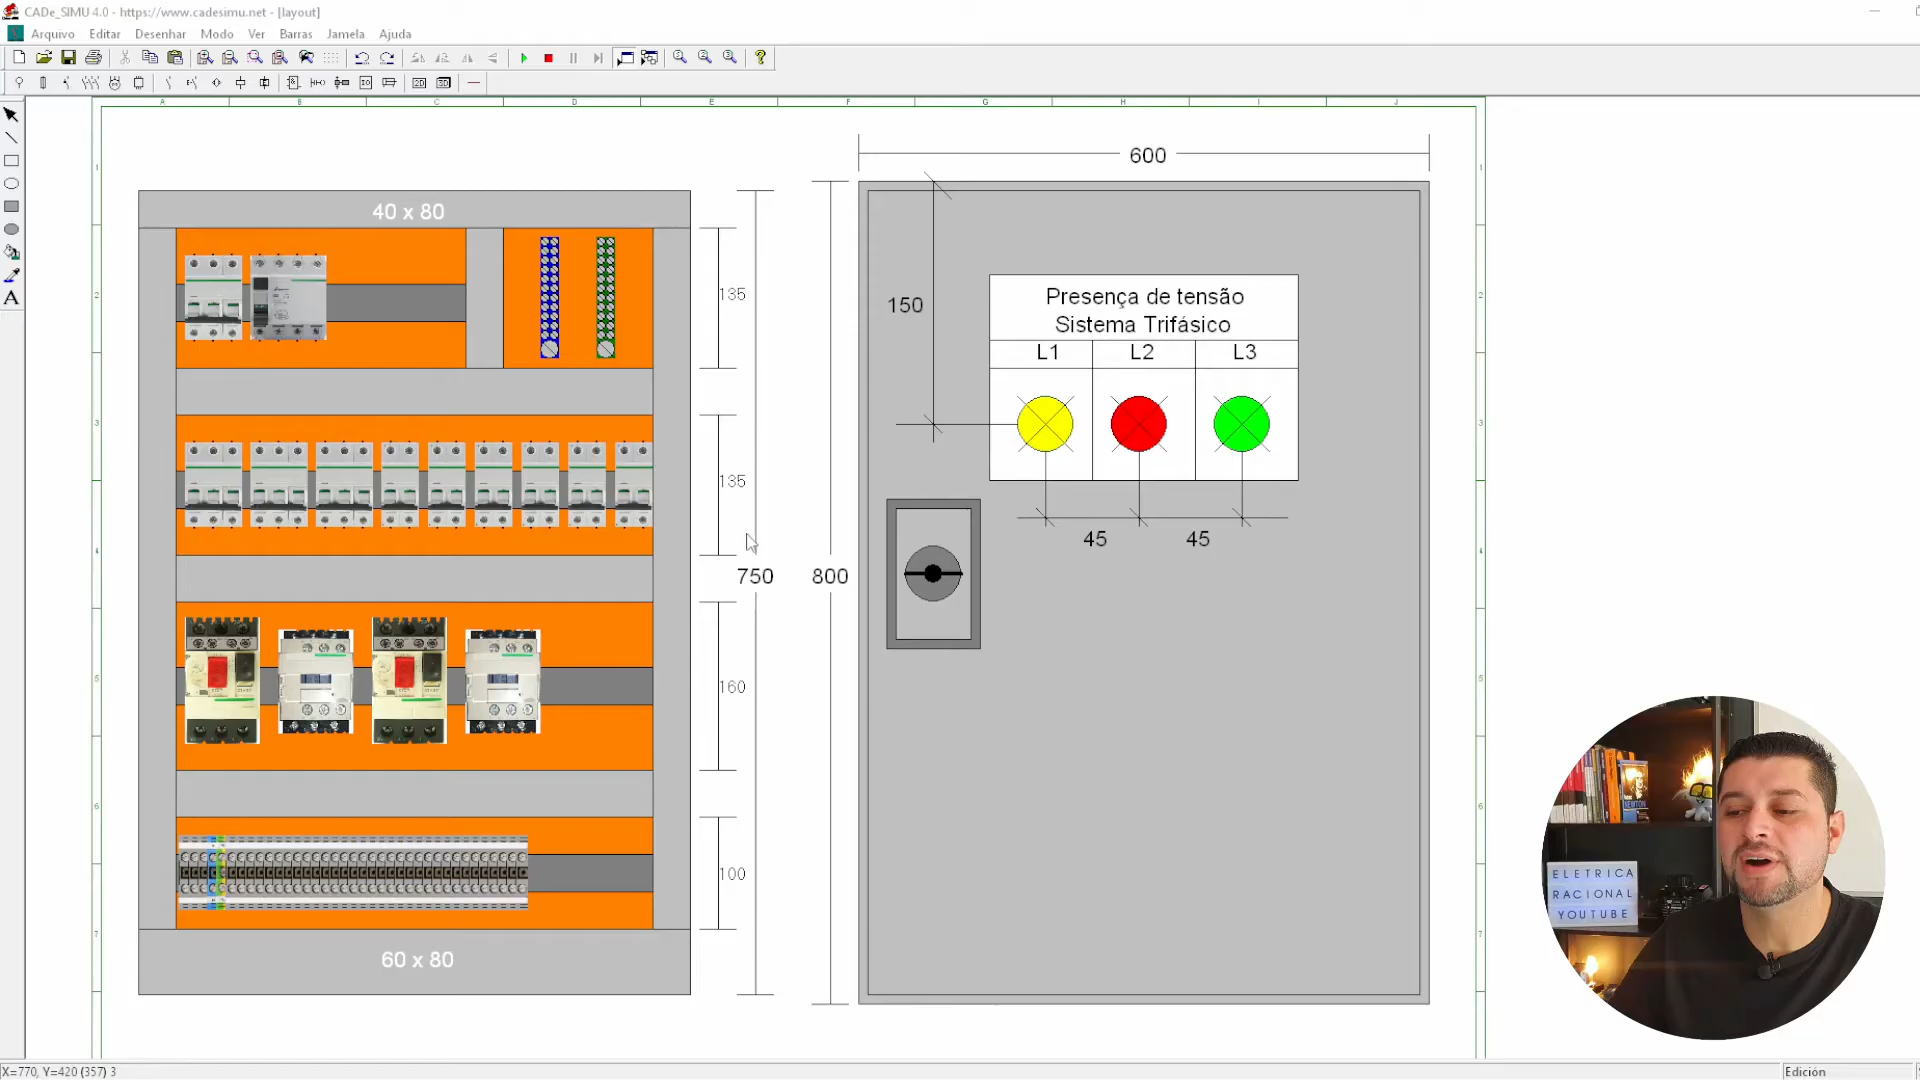 CADe_SIMU 4.0 - https://www.cadesimu.net - [layout]
Arquivo Editar Desenhar Modo Ver Barras Jamela Ajuda
A B C D E F G H I J
600
40 x 80
135
150
Presença de tensão
Sistema Trifásico
L1 L2 L3
135
45 45
750
800
160
100
60 x 80
ELETRICA
RACIONAL
YOUTUBE
NEWTON
X=770, Y=420 (357) 3
Edición